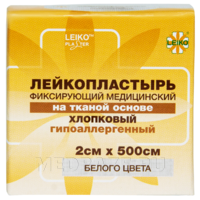 LEIKO
PLASTER
LEIKO
ЛЕЙКОПЛАСТЫРЬ
ФИКСИРУЮЩИЙ МЕДИЦИНСКИЙ
на тканой основе
ХЛОПКОВЫЙ
гипоаллергенный
2см х 500см
БЕЛОГО ЦВЕТА